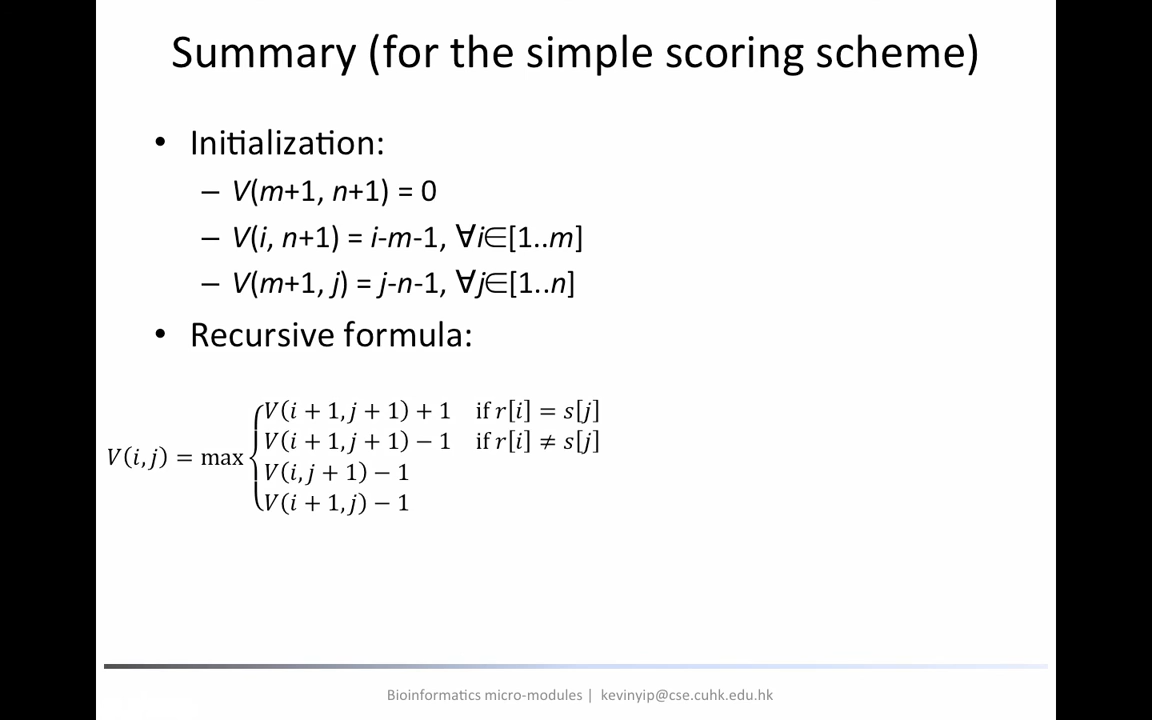 Summary (for the simple scoring scheme)
• Initialization:
– V(m+1, n+1) = 0
– V(i, n+1) = i-m-1, ∀i∈[1..m]
– V(m+1, j) = j-n-1, ∀j∈[1..n]
• Recursive formula:
V(i,j) = max { V(i + 1, j + 1) + 1 if r[i] = s[j]
V(i + 1, j + 1) − 1 if r[i] ≠ s[j]
V(i, j + 1) − 1
V(i + 1, j) − 1
Bioinformatics micro-modules | kevinyip@cse.cuhk.edu.hk